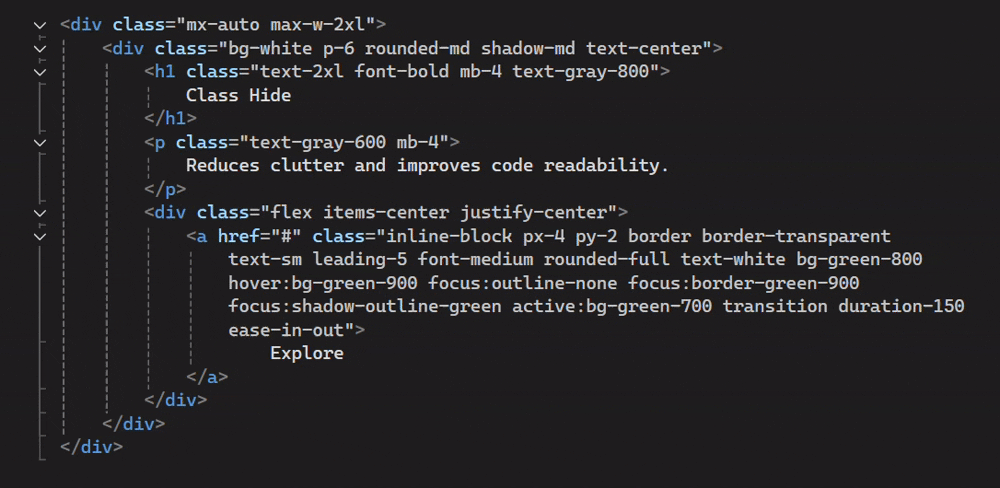 <div class="mx-auto max-w-2xl">
<div class="bg-white p-6 rounded-md shadow-md text-center">
<h1 class="text-2xl font-bold mb-4 text-gray-800">
Class Hide
</h1>
<p class="text-gray-600 mb-4">
Reduces clutter and improves code readability.
</p>
<div class="flex items-center justify-center">
<a href="#" class="inline-block px-4 py-2 border border-transparent
text-sm leading-5 font-medium rounded-full text-white bg-green-800
hover:bg-green-900 focus:outline-none focus:border-green-900
focus:shadow-outline-green active:bg-green-700 transition duration-150
ease-in-out">
Explore
</a>
</div>
</div>
</div>